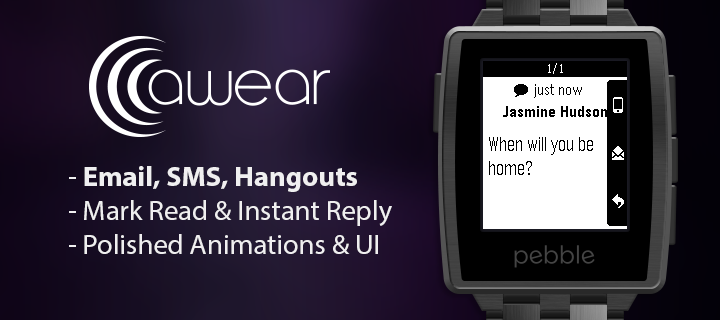 awear
- Email, SMS, Hangouts
- Mark Read & Instant Reply
- Polished Animations & UI
1/1
just now
Jasmine Hudson
When will you be
home?
pebble